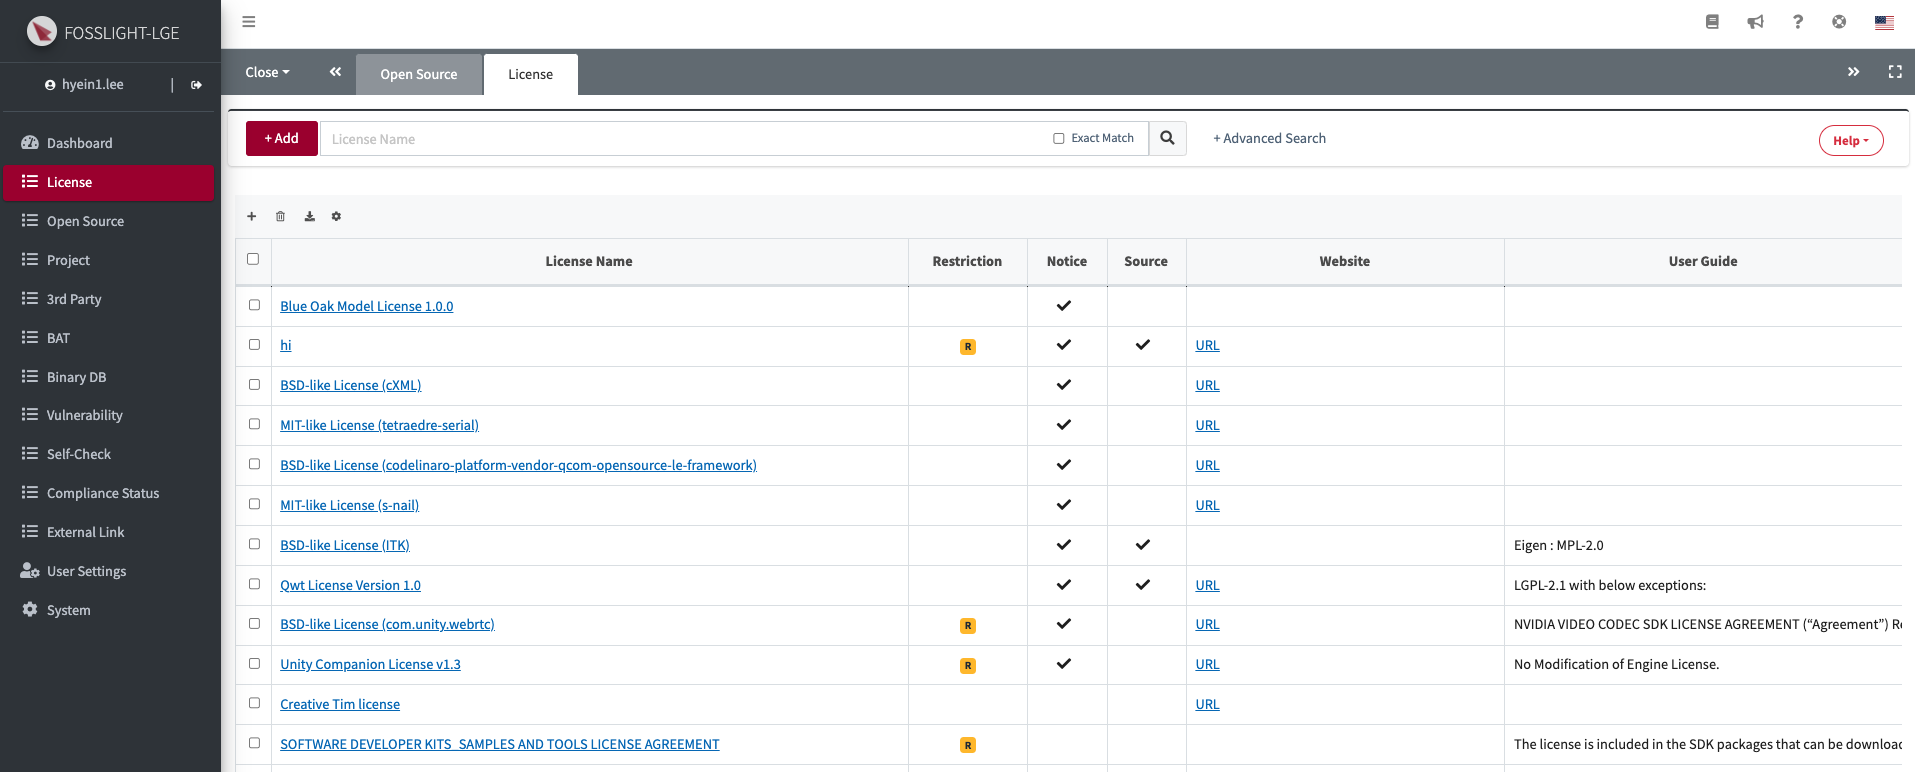 FOSSLIGHT-LGE
hyein1.lee
Dashboard
License
Open Source
Project
3rd Party
BAT
Binary DB
Vulnerability
Self-Check
Compliance Status
External Link
User Settings
System
Close
Open Source
License
+ Add
License Name
Exact Match
+ Advanced Search
Help
License Name Restriction Notice Source Website User Guide
Blue Oak Model License 1.0.0
hi R URL
BSD-like License (cXML) URL
MIT-like License (tetraedre-serial) URL
BSD-like License (codelinaro-platform-vendor-qcom-opensource-le-framework) URL
MIT-like License (s-nail) URL
BSD-like License (ITK) Eigen : MPL-2.0
Qwt License Version 1.0 URL LGPL-2.1 with below exceptions:
BSD-like License (com.unity.webrtc) R URL NVIDIA VIDEO CODEC SDK LICENSE AGREEMENT (“Agreement”)
Unity Companion License v1.3 R URL No Modification of Engine License.
Creative Tim license URL
SOFTWARE DEVELOPER KITS_SAMPLES AND TOOLS LICENSE AGREEMENT R The license is included in the SDK packages that can be